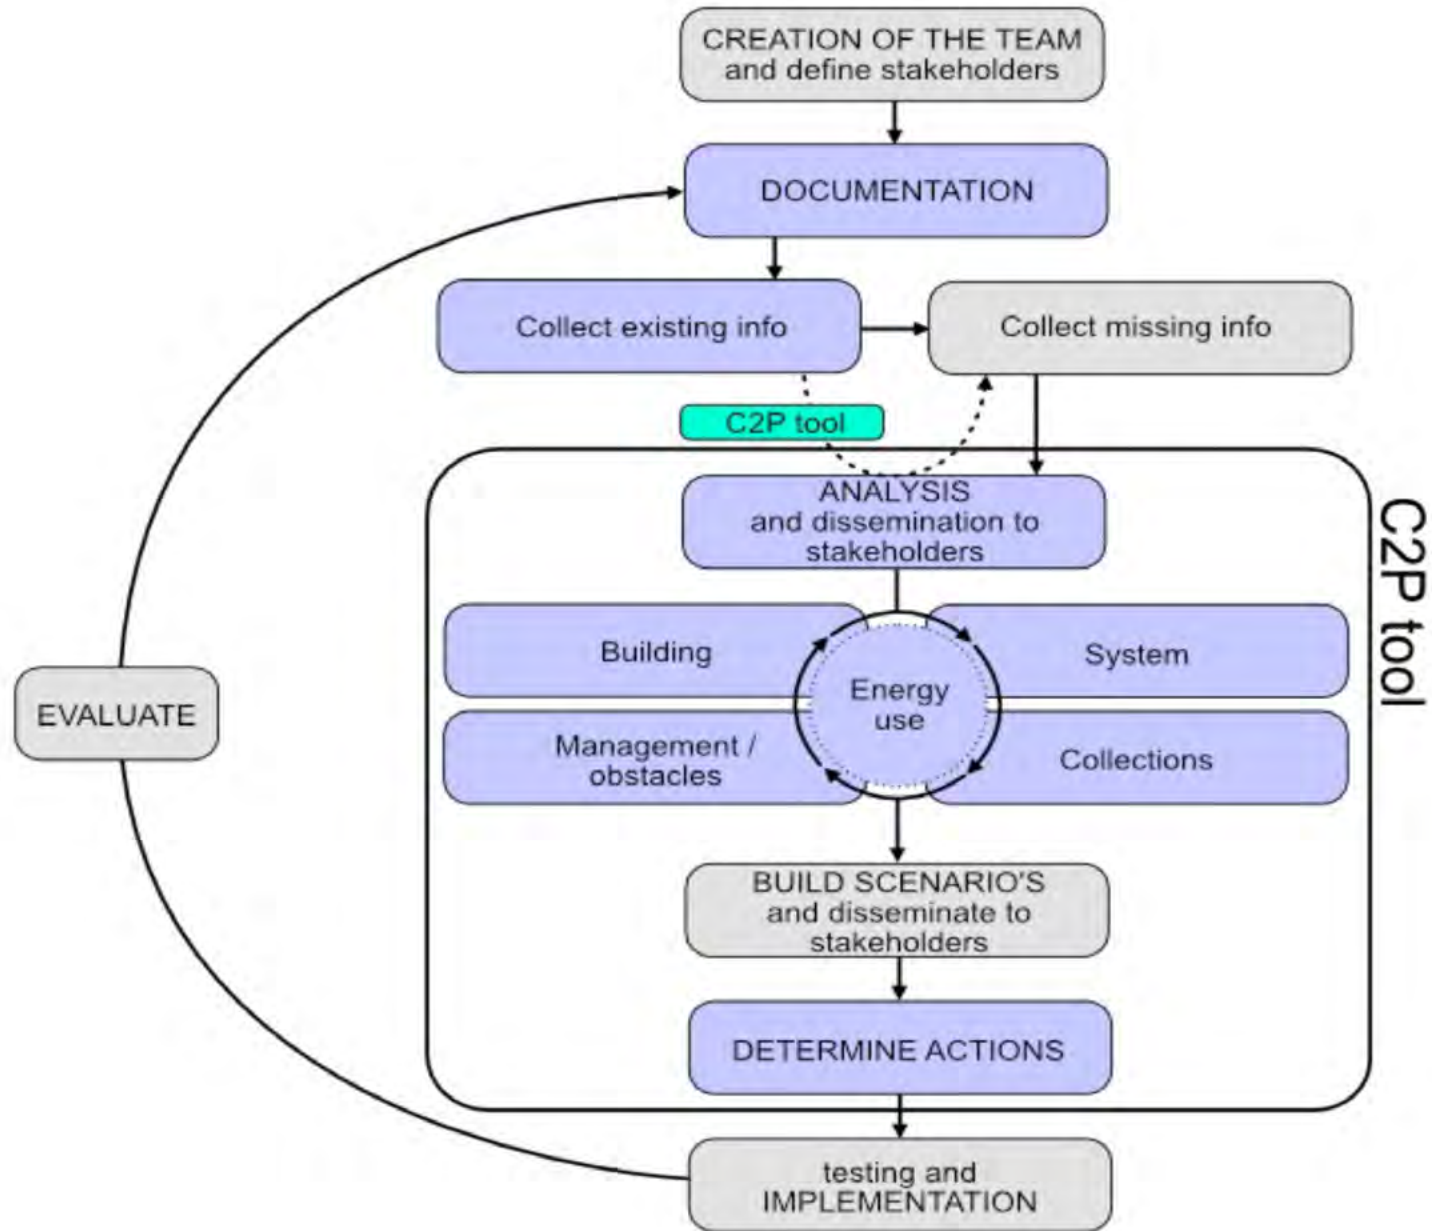 CREATION OF THE TEAM
and define stakeholders
DOCUMENTATION
Collect existing info
Collect missing info
C2P tool
ANALYSIS
and dissemination to
stakeholders
C2P tool
Building
System
Energy
use
EVALUATE
Management /
obstacles
Collections
BUILD SCENARIO'S
and disseminate to
stakeholders
DETERMINE ACTIONS
testing and
IMPLEMENTATION